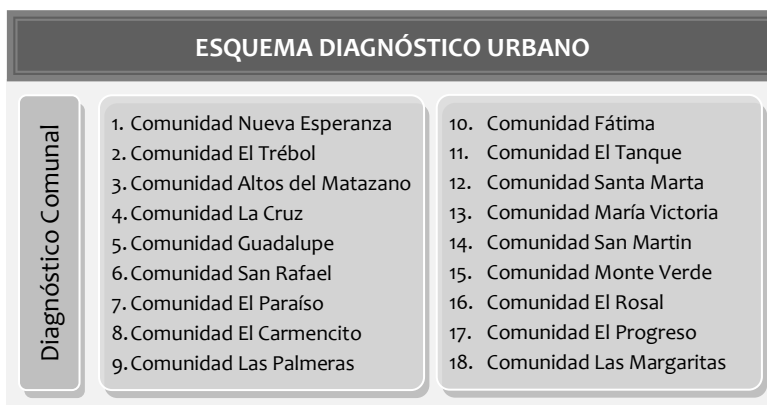 ESQUEMA DIAGNÓSTICO URBANO
Diagnóstico Comunal
1. Comunidad Nueva Esperanza
2. Comunidad El Trébol
3. Comunidad Altos del Matazano
4. Comunidad La Cruz
5. Comunidad Guadalupe
6. Comunidad San Rafael
7. Comunidad El Paraíso
8. Comunidad El Carmencito
9. Comunidad Las Palmeras
10. Comunidad Fátima
11. Comunidad El Tanque
12. Comunidad Santa Marta
13. Comunidad María Victoria
14. Comunidad San Martin
15. Comunidad Monte Verde
16. Comunidad El Rosal
17. Comunidad El Progreso
18. Comunidad Las Margaritas